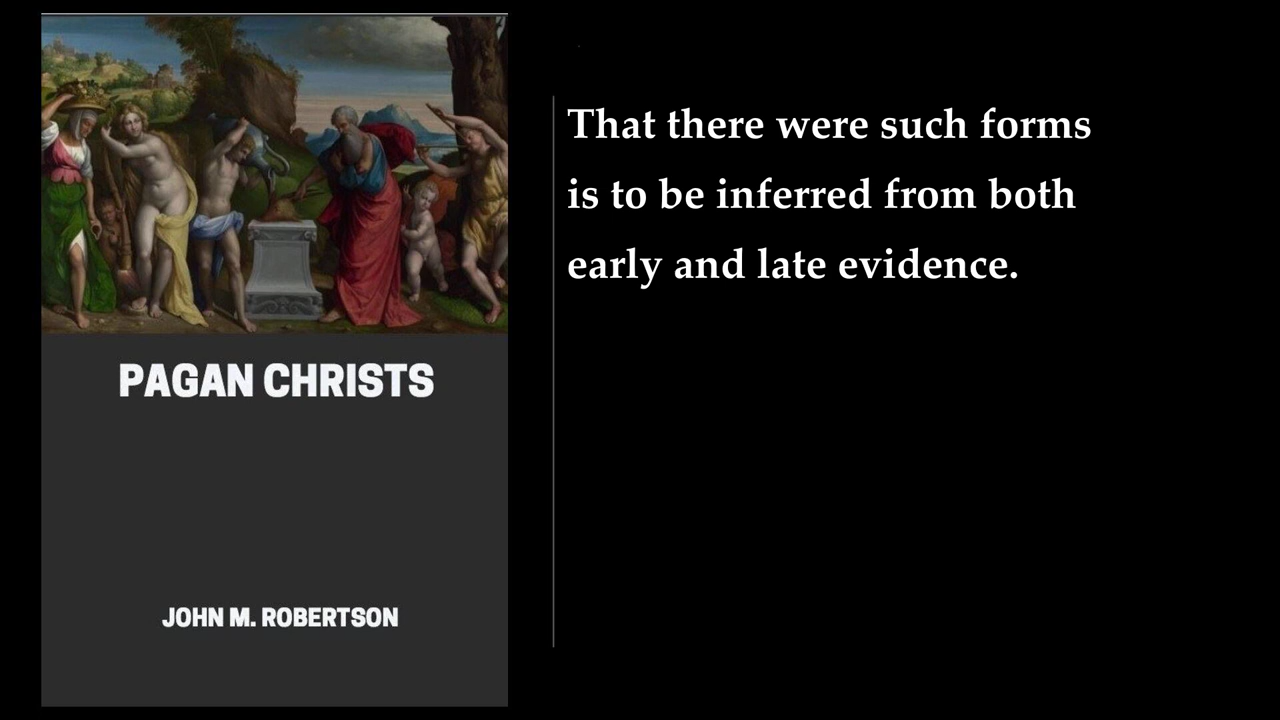 PAGAN CHRISTS
JOHN M. ROBERTSON
That there were such forms
is to be inferred from both
early and late evidence.